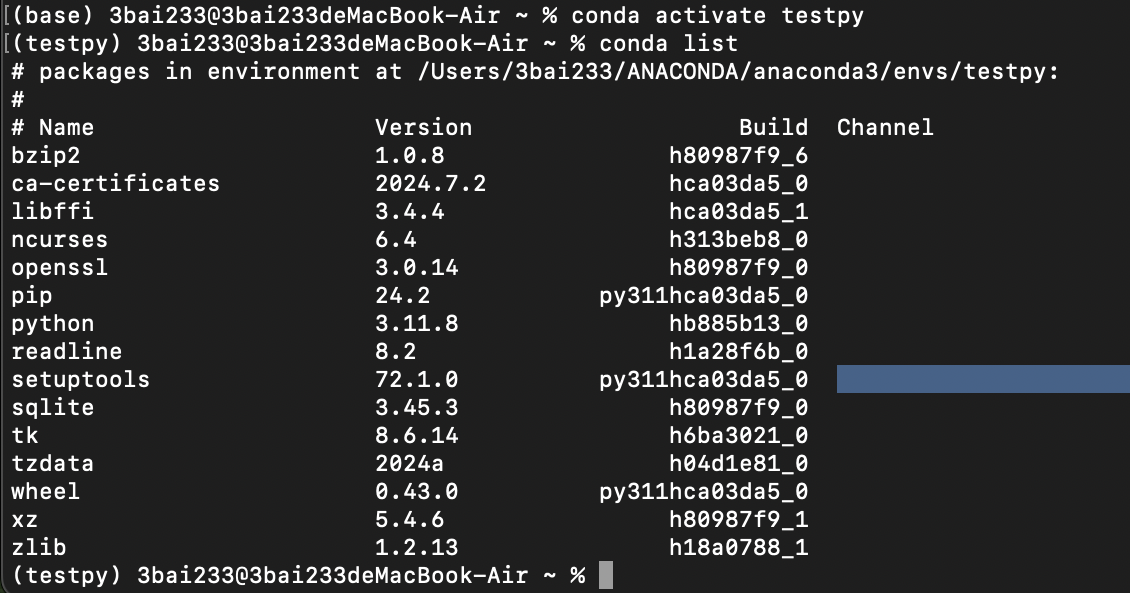 [(base) 3bai233@3bai233deMacBook-Air ~ % conda activate testpy
[(testpy) 3bai233@3bai233deMacBook-Air ~ % conda list
# packages in environment at /Users/3bai233/ANACONDA/anaconda3/envs/testpy:
#
# Name                    Version                   Build  Channel
bzip2                     1.0.8                h80987f9_6
ca-certificates           2024.7.2             hca03da5_0
libffi                    3.4.4                hca03da5_1
ncurses                   6.4                  h313beb8_0
openssl                   3.0.14               h80987f9_0
pip                       24.2            py311hca03da5_0
python                    3.11.8               hb885b13_0
readline                  8.2                  h1a28f6b_0
setuptools                72.1.0          py311hca03da5_0
sqlite                    3.45.3               h80987f9_0
tk                        8.6.14               h6ba3021_0
tzdata                    2024a                h04d1e81_0
wheel                     0.43.0          py311hca03da5_0
xz                        5.4.6                h80987f9_1
zlib                      1.2.13               h18a0788_1
(testpy) 3bai233@3bai233deMacBook-Air ~ %